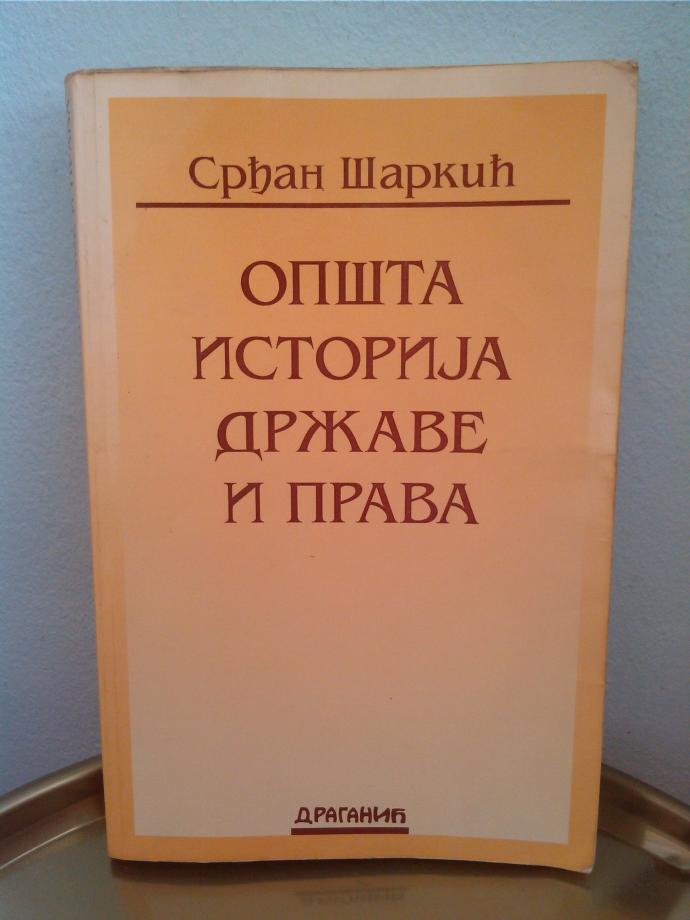 Срђан Шаркић
ОПШТА
ИСТОРИЈА
ДРЖАВЕ
И ПРАВА
ДРАГАНИЋ